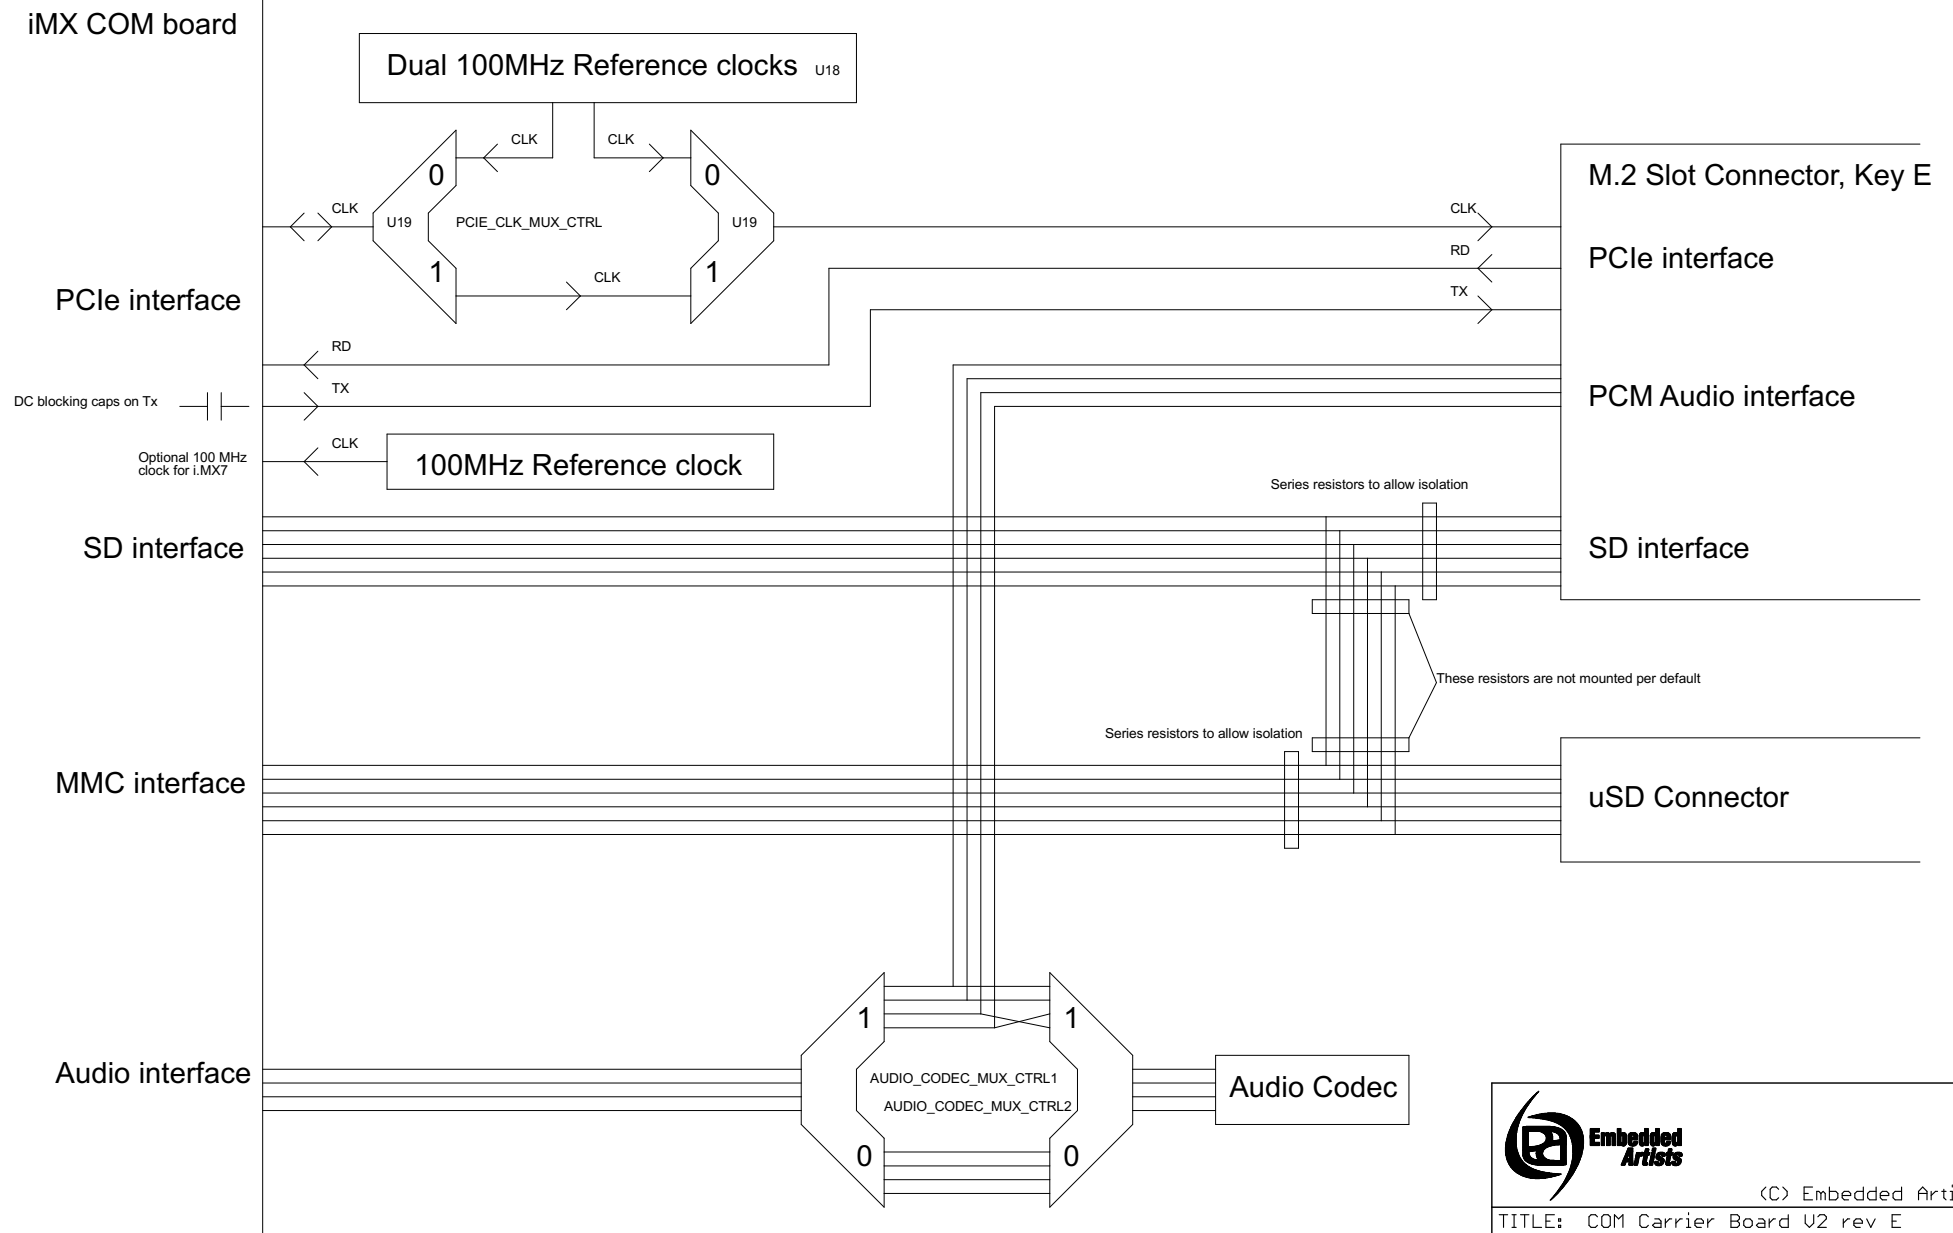 iMX COM board
Dual 100MHz Reference clocks U18
CLK
CLK
0
0
M.2 Slot Connector, Key E
CLK
U19
PCIE_CLK_MUX_CTRL
U19
CLK
RD
PCIe interface
1
1
CLK
TX
PCIe interface
RD
TX
DC blocking caps on Tx
PCM Audio interface
CLK
Optional 100 MHz
clock for i.MX7
100MHz Reference clock
Series resistors to allow isolation
SD interface
SD interface
These resistors are not mounted per default
Series resistors to allow isolation
MMC interface
uSD Connector
1
1
Audio interface
AUDIO_CODEC_MUX_CTRL1
AUDIO_CODEC_MUX_CTRL2
Audio Codec
0
0
Embedded
Artists
(C) Embedded Arti
TITLE: COM Carrier Board V2 rev E